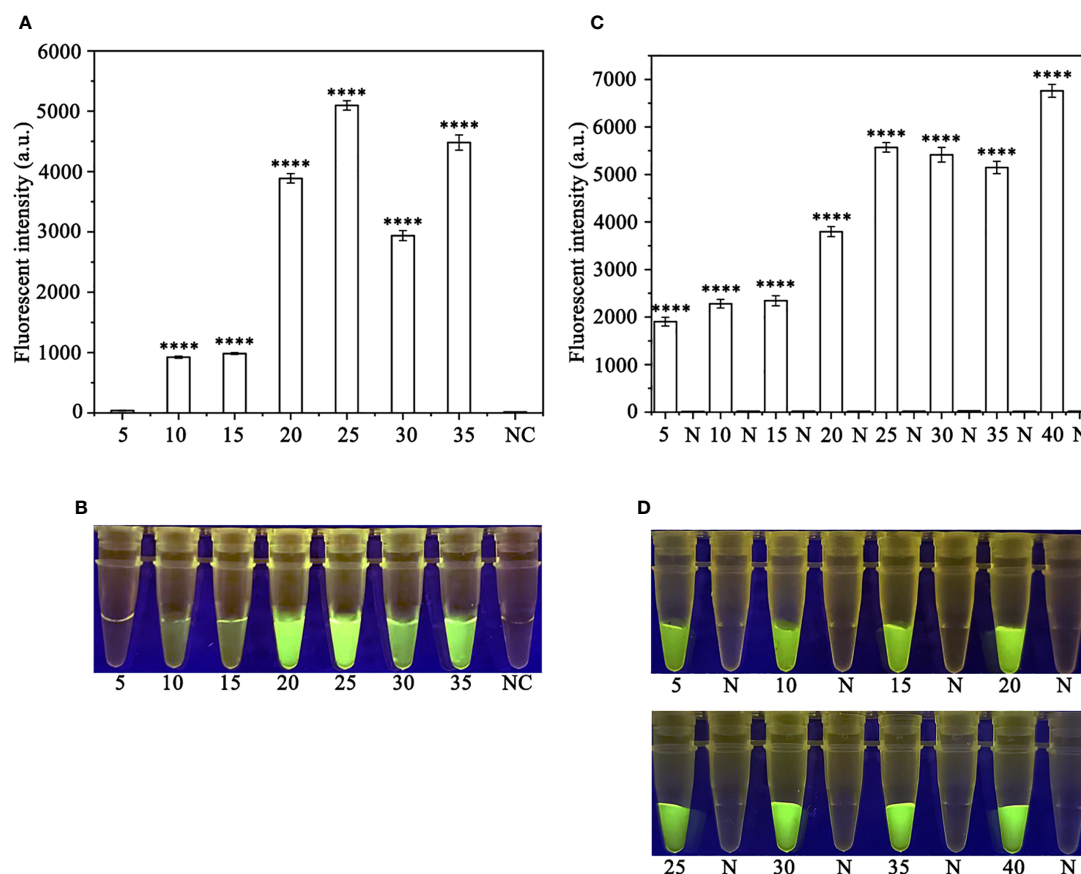 A
Fluorescent intensity (a.u.)
6000
5000
4000
3000
2000
1000
0
**** **** **** **** **** ****
5 10 15 20 25 30 35 NC
C
Fluorescent intensity (a.u.)
7000
6000
5000
4000
3000
2000
1000
0
**** **** **** **** **** **** **** ****
5 N 10 N 15 N 20 N 25 N 30 N 35 N 40 N
B
5 10 15 20 25 30 35 NC
D
5 N 10 N 15 N 20 N
25 N 30 N 35 N 40 N